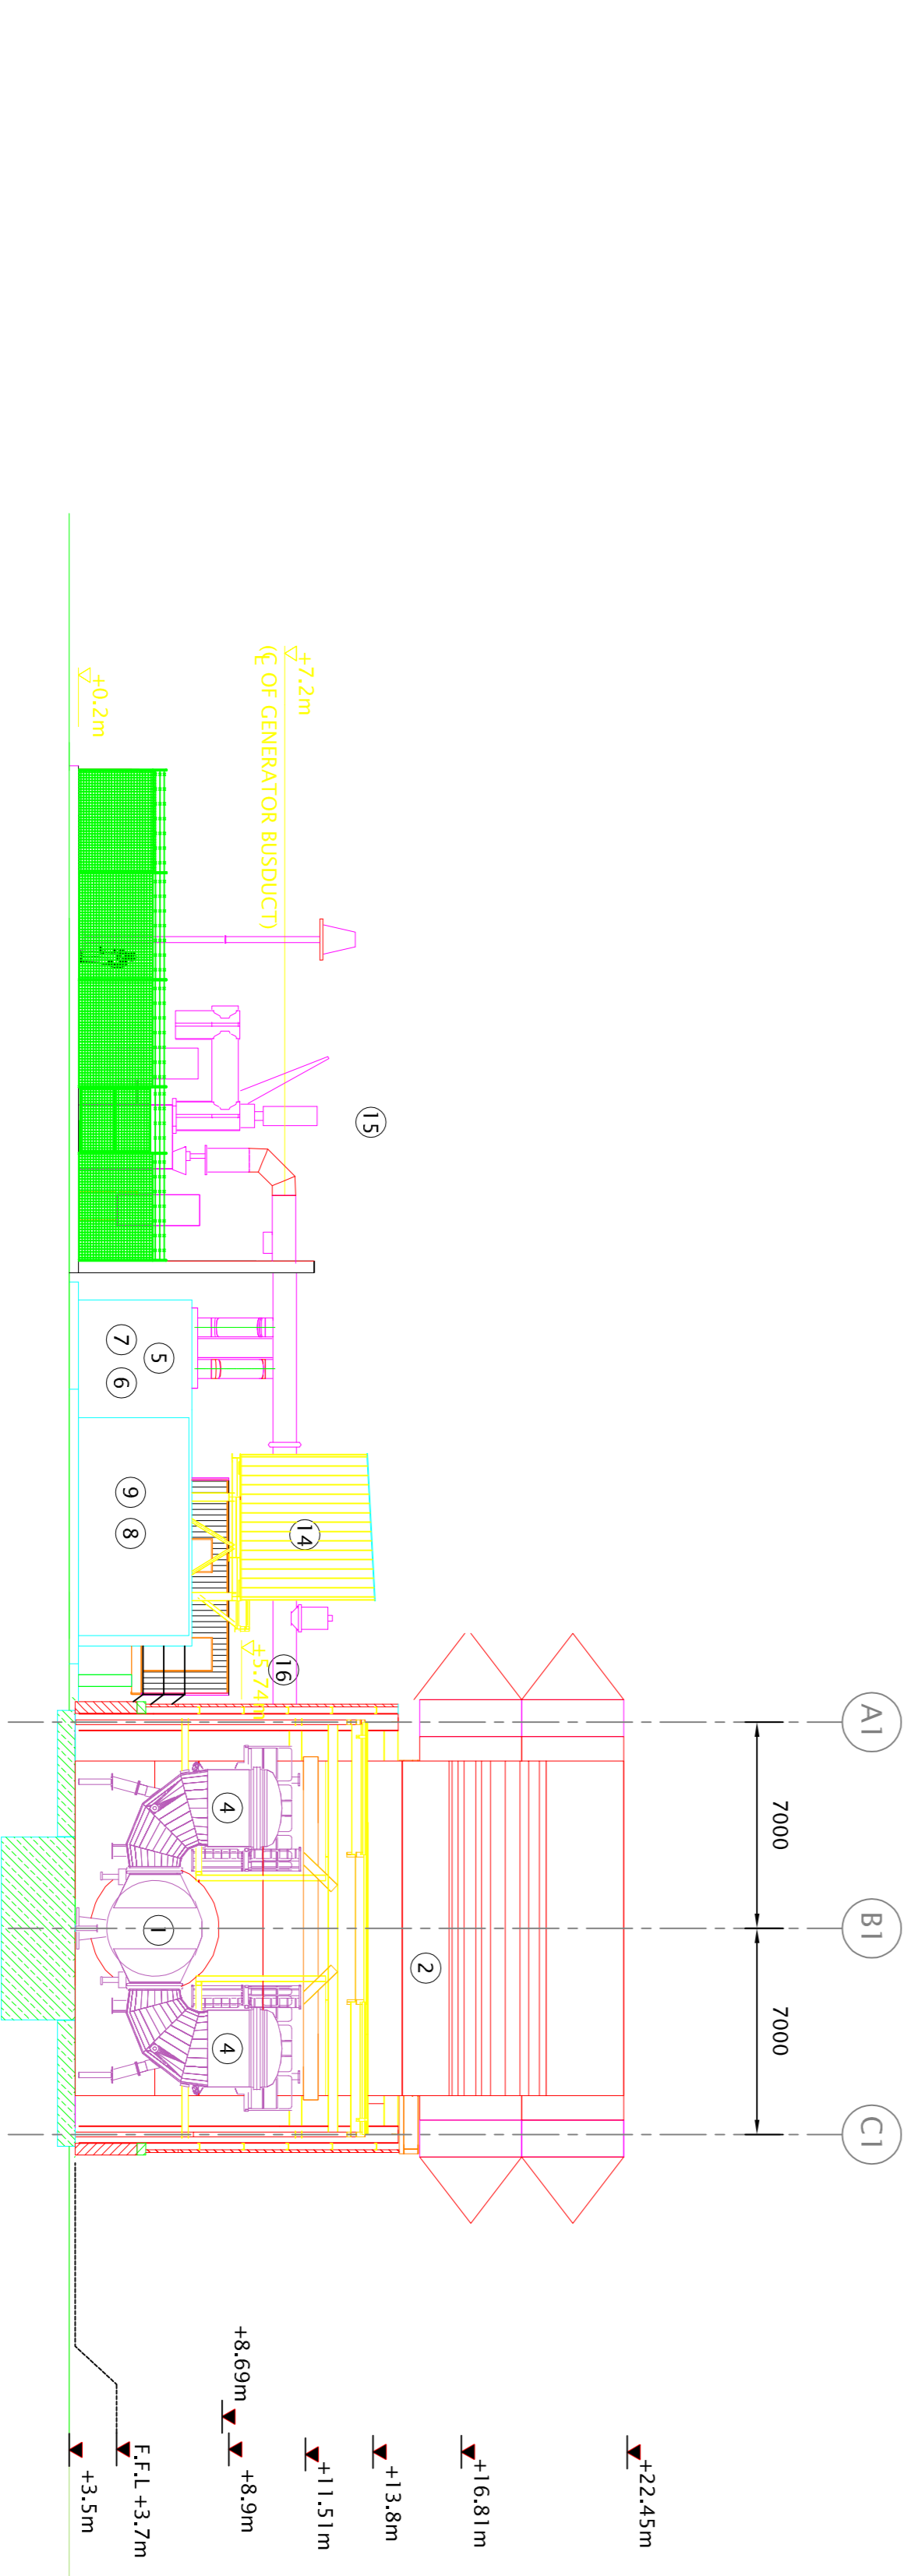 A1
B1
C1
7000
7000
+22.45m
+16.81m
+13.8m
+11.51m
+8.9m
+8.69m
F.F.L +3.7m
+3.5m
+7.2m
(℄ OF GENERATOR BUSDUCT)
+0.2m
+5.74m
15
14
16
5
7
6
9
8
4
1
2
4